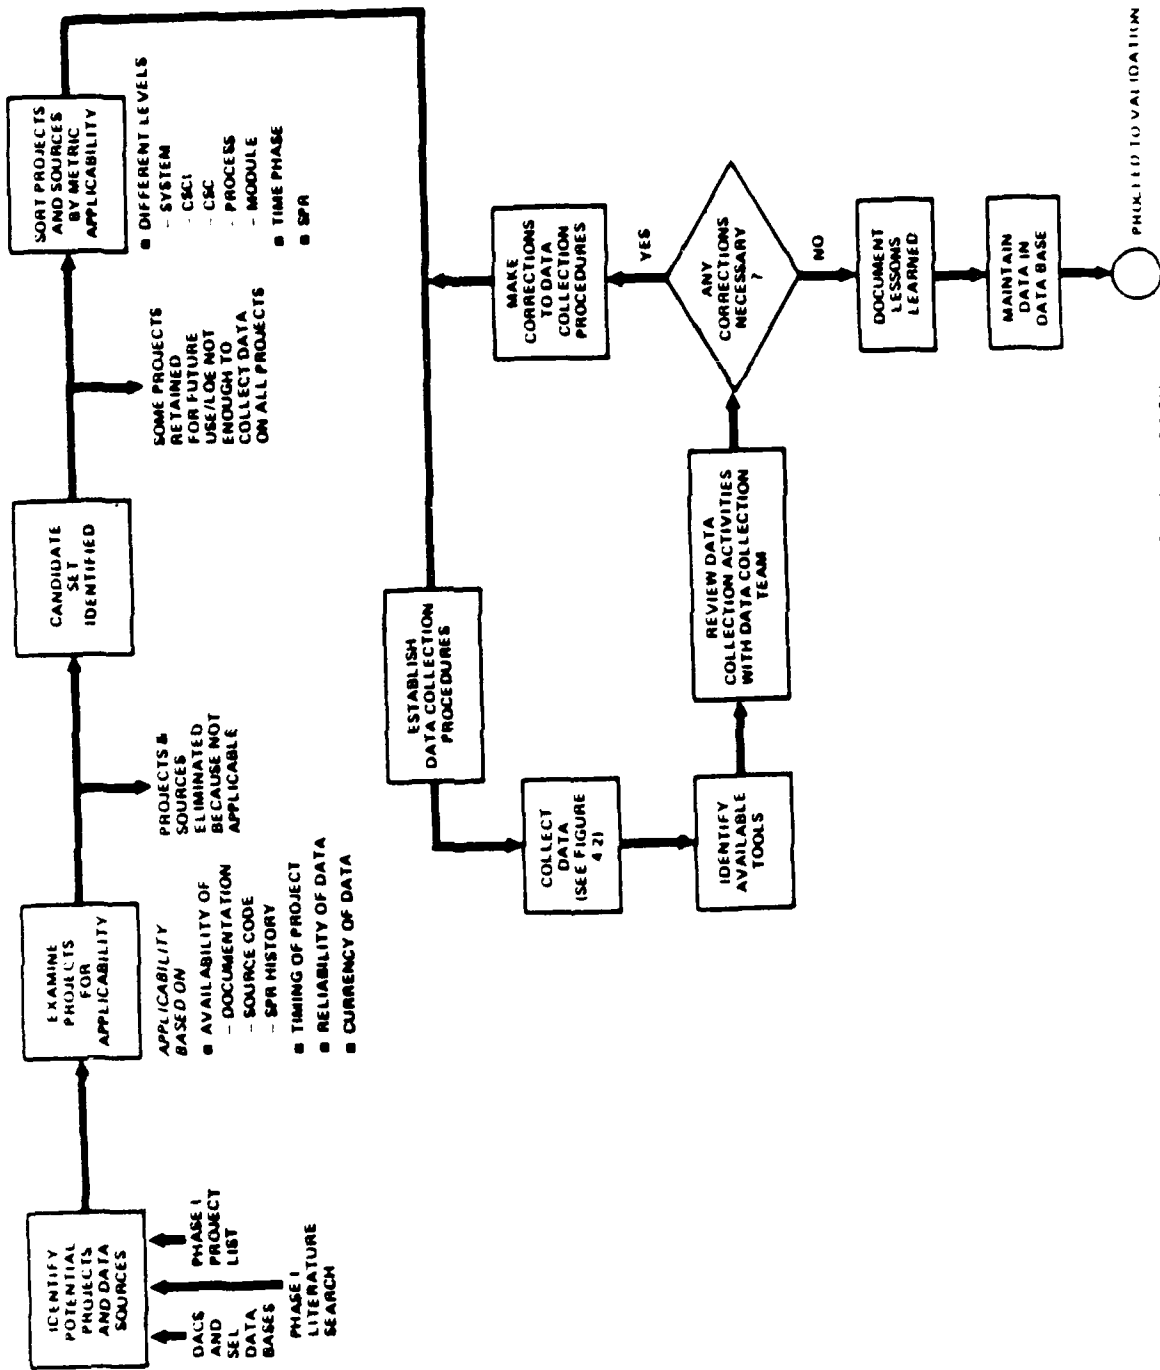 IDENTIFY
POTENTIAL
PROJECTS
AND DATA
SOURCES
DACS
AND
SEL
DATA
BASES
PHASE I
LITERATURE
SEARCH
PHASE I
PROJECT
LIST
EXAMINE
PROJECTS
FOR
APPLICABILITY
APPLICABILITY
BASED ON
■ AVAILABILITY OF
- DOCUMENTATION
- SOURCE CODE
- SPR HISTORY
■ TIMING OF PROJECT
■ RELIABILITY OF DATA
■ CURRENCY OF DATA
PROJECTS &
SOURCES
ELIMINATED
BECAUSE NOT
APPLICABLE
CANDIDATE
SET
IDENTIFIED
SOME PROJECTS
RETAINED
FOR FUTURE
USE/LOE NOT
ENOUGH TO
COLLECT DATA
ON ALL PROJECTS
SORT PROJECTS
AND SOURCES
BY METRIC
APPLICABILITY
■ DIFFERENT LEVELS
- SYSTEM
- CSCI
- CSC
- PROCESS
- MODULE
■ TIME PHASE
■ SPR
ESTABLISH
DATA COLLECTION
PROCEDURES
COLLECT
DATA
(SEE FIGURE
4.2)
IDENTIFY
AVAILABLE
TOOLS
REVIEW DATA
COLLECTION ACTIVITIES
WITH DATA COLLECTION
TEAM
ANY
CORRECTIONS
NECESSARY
?
YES
MAKE
CORRECTIONS
TO DATA
COLLECTION
PROCEDURES
NO
DOCUMENT
LESSONS
LEARNED
MAINTAIN
DATA IN
DATA BASE
PROCEED TO VALIDATION